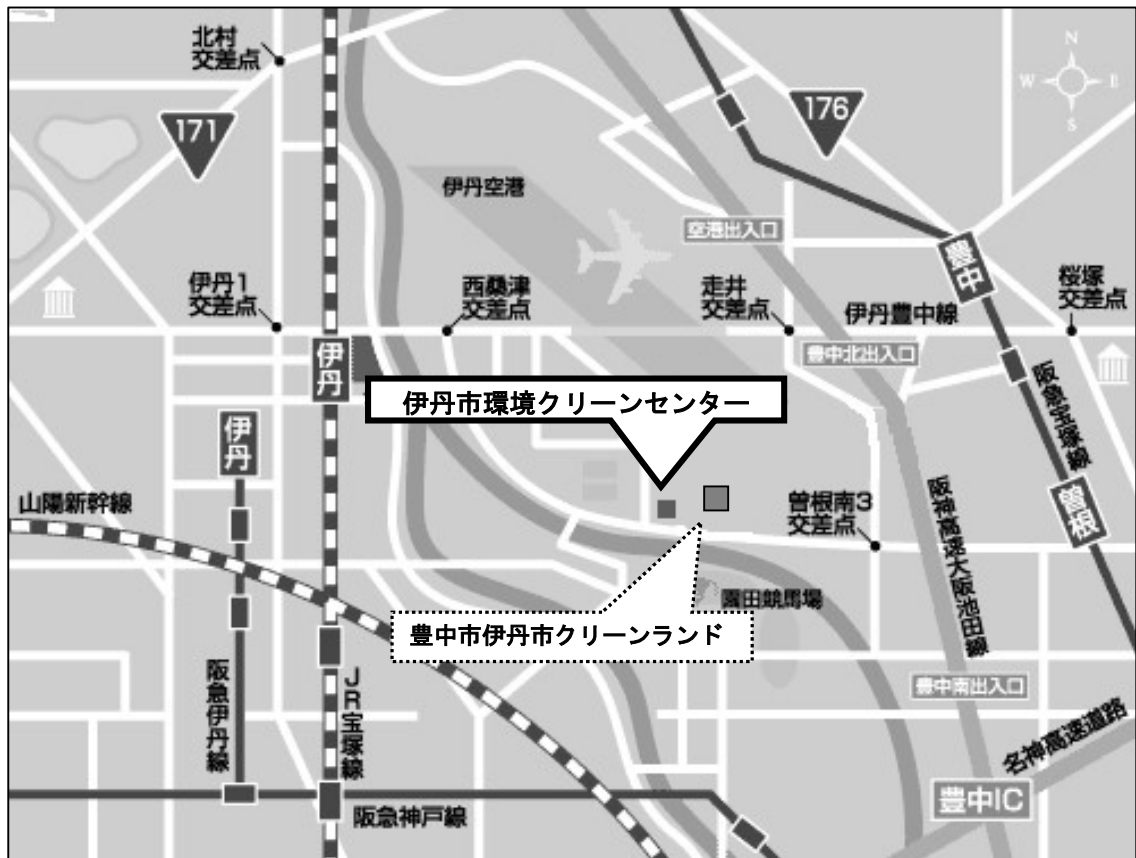 北村
交差点
171
176
N
W
E
S
伊丹空港
空港出入口
豊中
伊丹1
交差点
西桑津
交差点
走井
交差点
伊丹豊中線
桜塚
交差点
豊中北出入口
伊丹
伊丹市環境クリーンセンター
阪急宝塚線
伊丹
山陽新幹線
曽根南3
交差点
曽根
阪神高速大阪池田線
園田競馬場
豊中市伊丹市クリーンランド
阪急伊丹線
JR宝塚線
豊中南出入口
名神高速道路
豊中IC
阪急神戸線